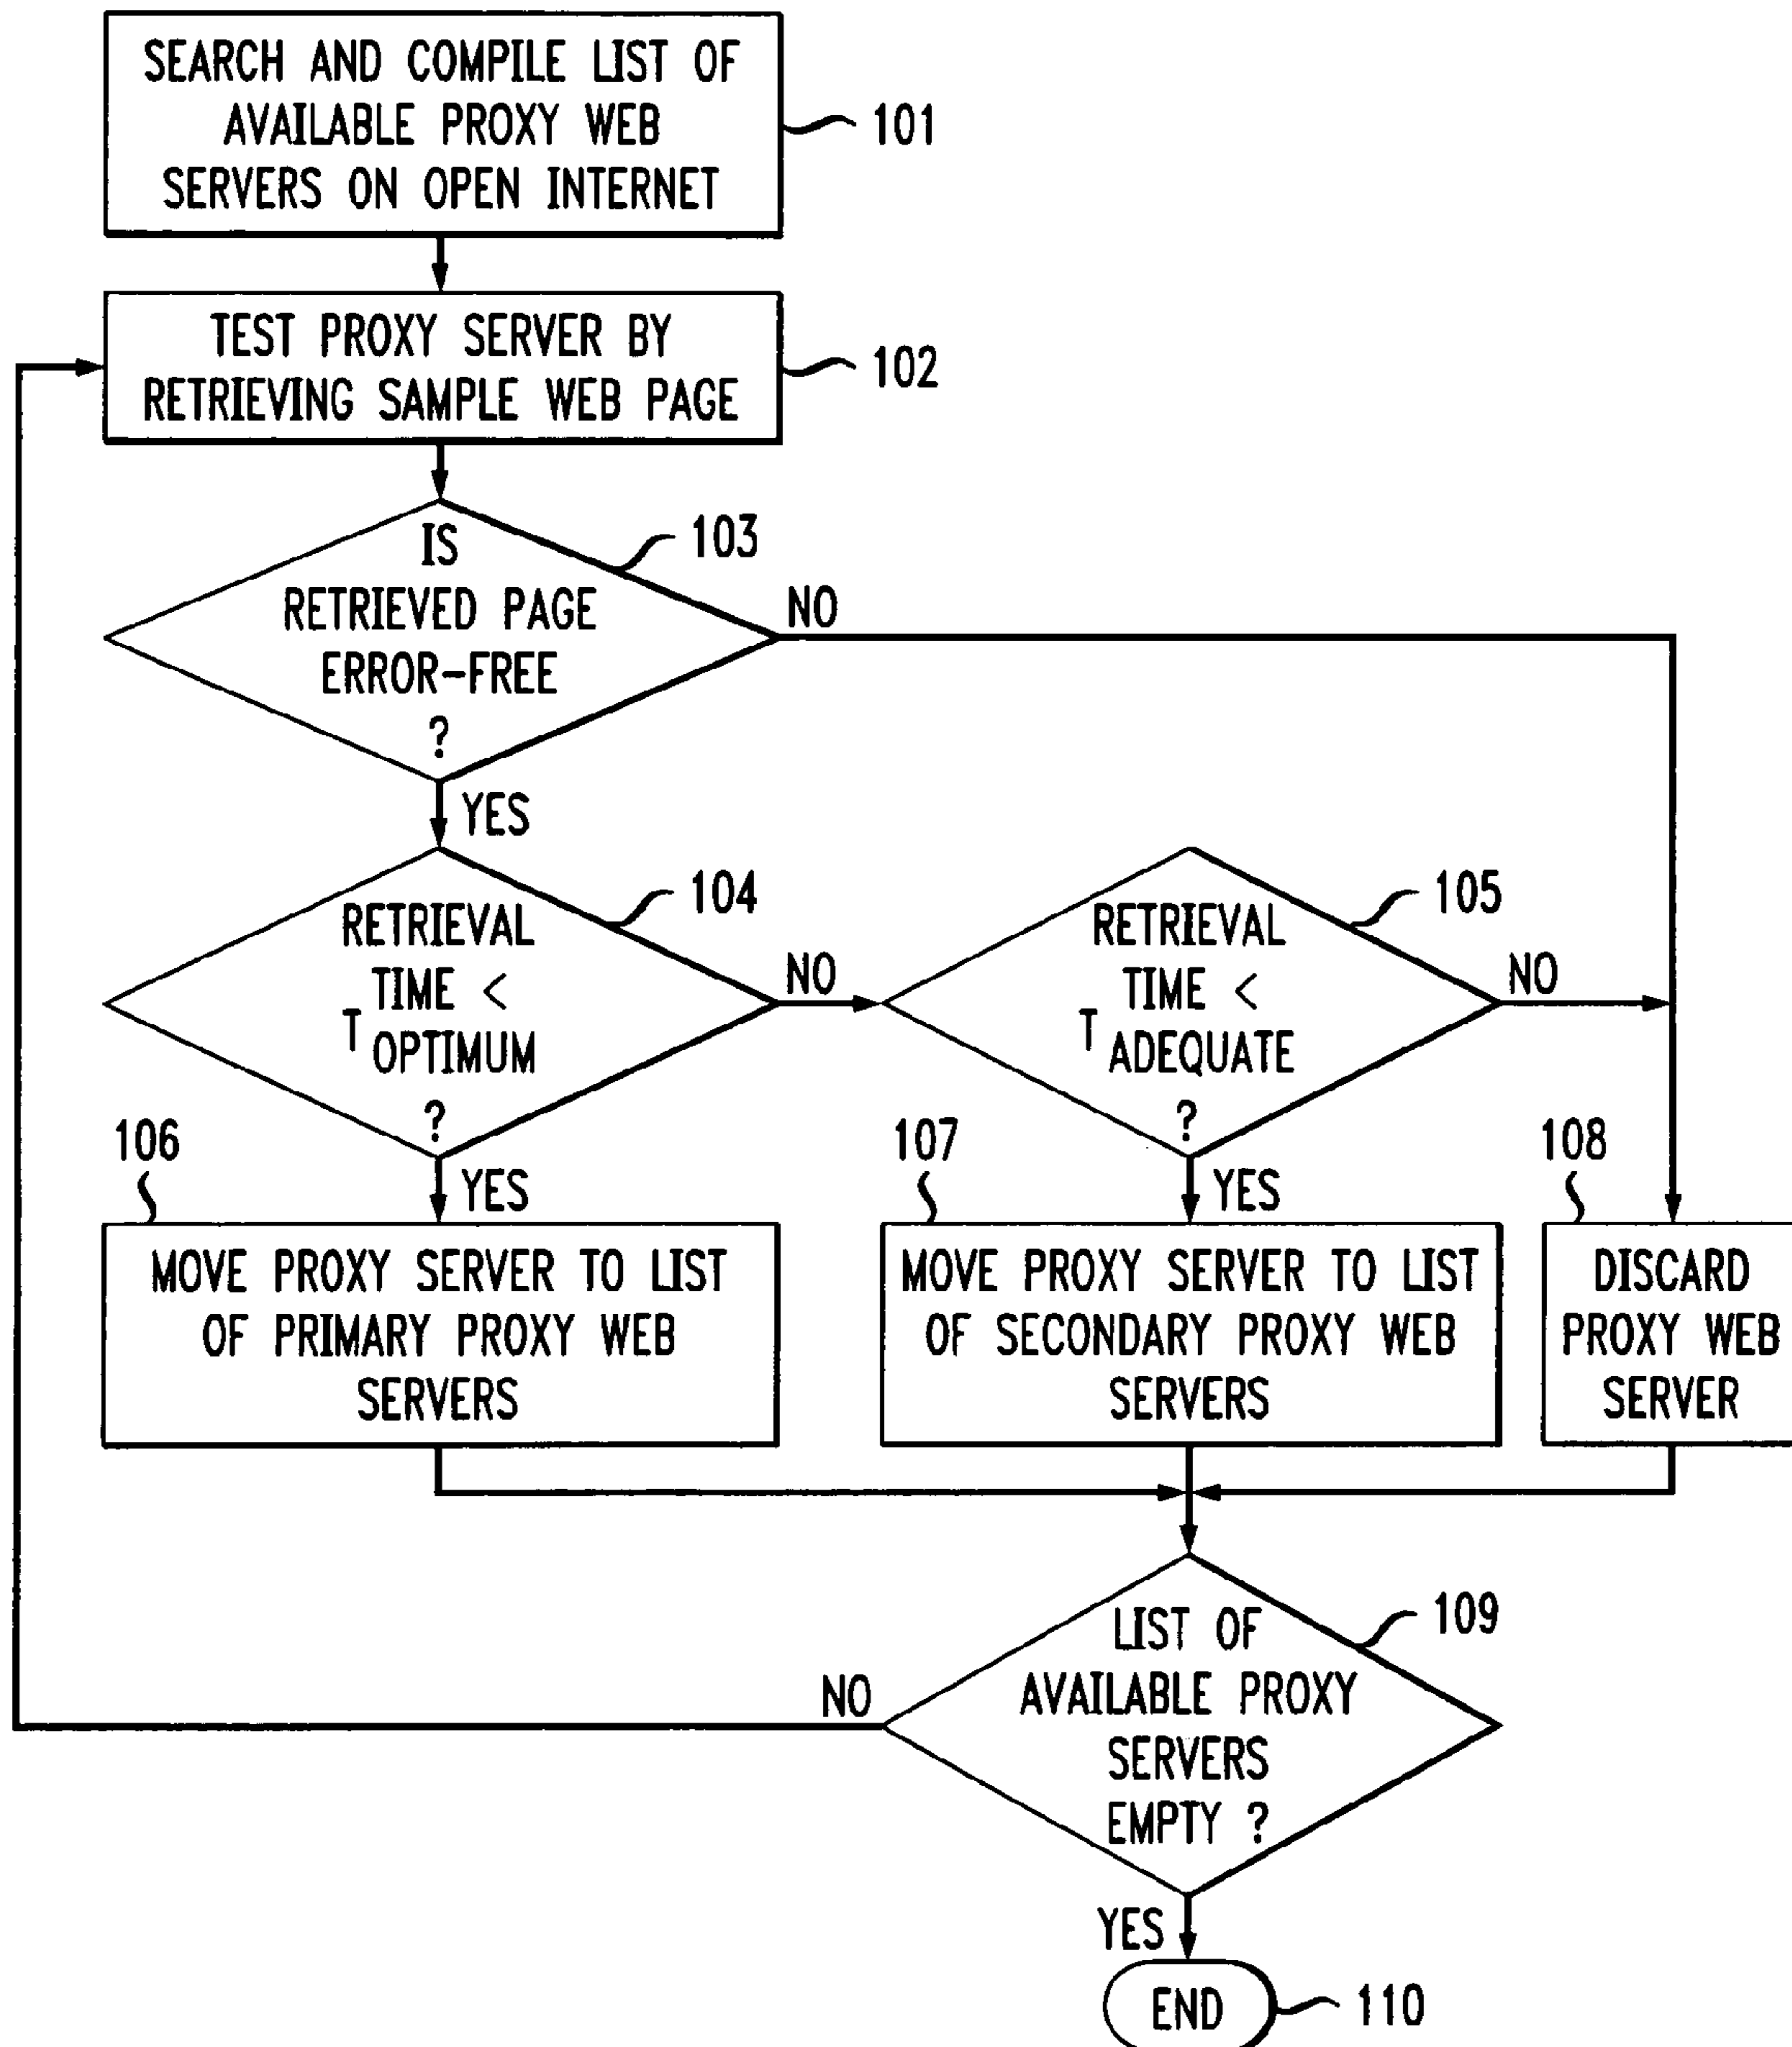 SEARCH AND COMPILE LIST OF
AVAILABLE PROXY WEB
SERVERS ON OPEN INTERNET
101
TEST PROXY SERVER BY
RETRIEVING SAMPLE WEB PAGE
102
IS
RETRIEVED PAGE
ERROR-FREE
?
103
NO
YES
RETRIEVAL
TIME <
T OPTIMUM
?
104
NO
YES
RETRIEVAL
TIME <
T ADEQUATE
?
105
NO
YES
106
MOVE PROXY SERVER TO LIST
OF PRIMARY PROXY WEB
SERVERS
107
MOVE PROXY SERVER TO LIST
OF SECONDARY PROXY WEB
SERVERS
108
DISCARD
PROXY WEB
SERVER
LIST OF
AVAILABLE PROXY
SERVERS
EMPTY ?
109
NO
YES
END
110